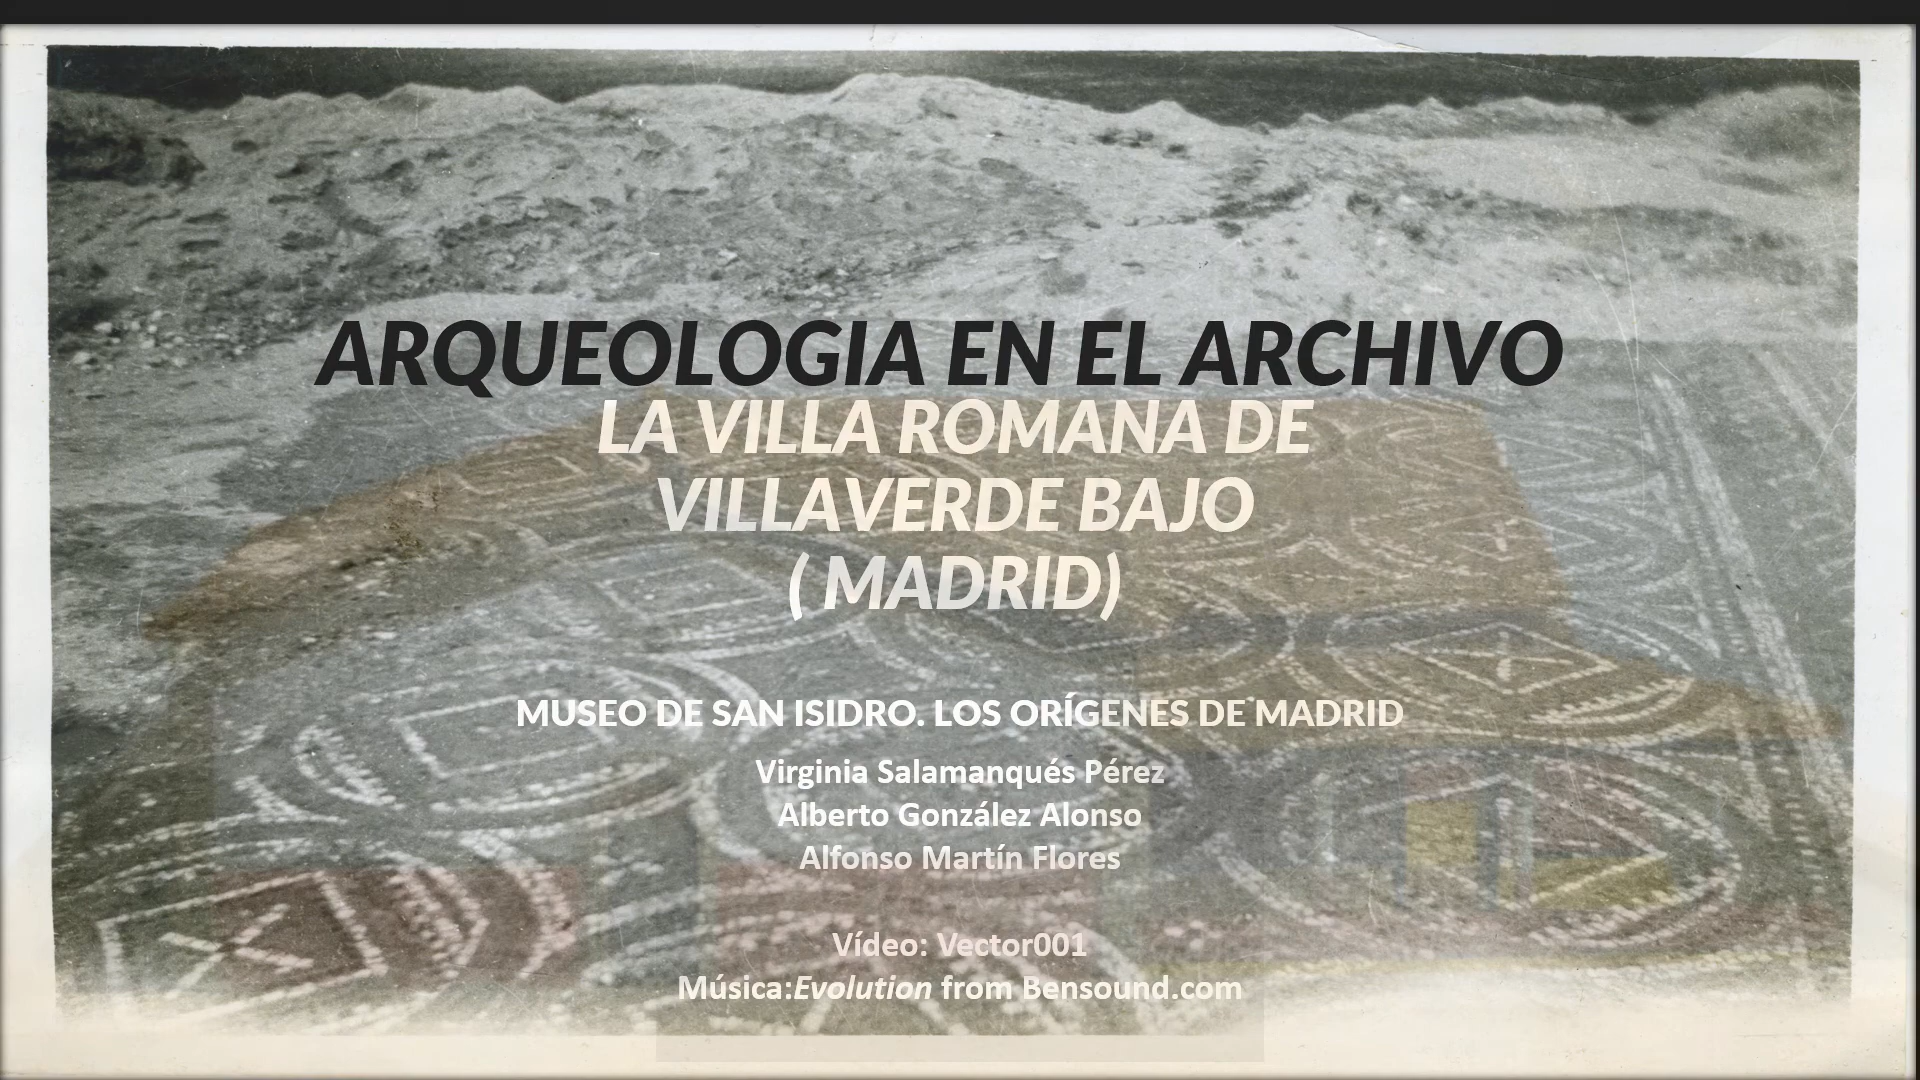 ARQUEOLOGIA EN EL ARCHIVO
LA VILLA ROMANA DE
VILLAVERDE BAJO
( MADRID)
MUSEO DE SAN ISIDRO. LOS ORÍGENES DE MADRID
Virginia Salamanqués Pérez
Alberto González Alonso
Alfonso Martín Flores
Vídeo: Vector001
Música:Evolution from Bensound.com